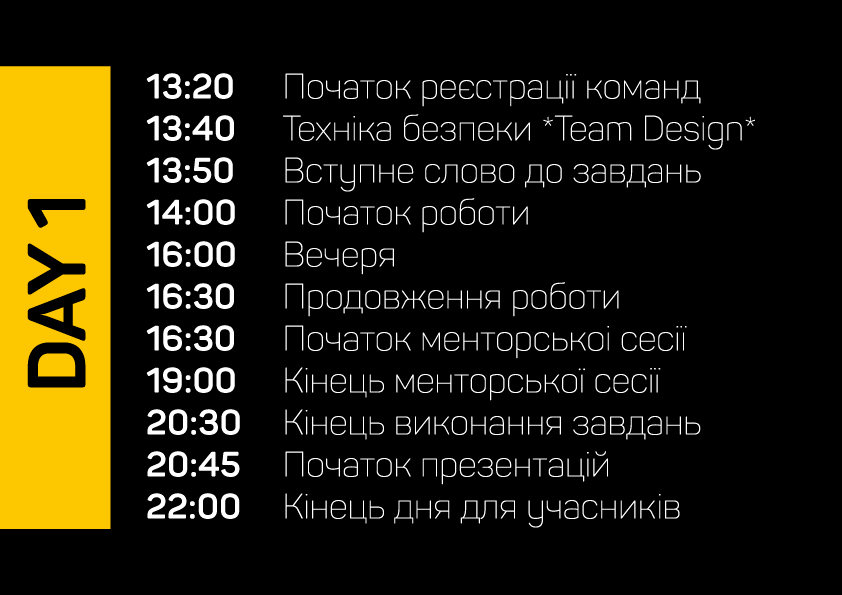 DAY 1
13:20 Початок реєстрації команд
13:40 Техніка безпеки *Team Design*
13:50 Вступне слово до завдань
14:00 Початок роботи
16:00 Вечеря
16:30 Продовження роботи
16:30 Початок менторської сесії
19:00 Кінець менторської сесії
20:30 Кінець виконання завдань
20:45 Початок презентацій
22:00 Кінець дня для учасників